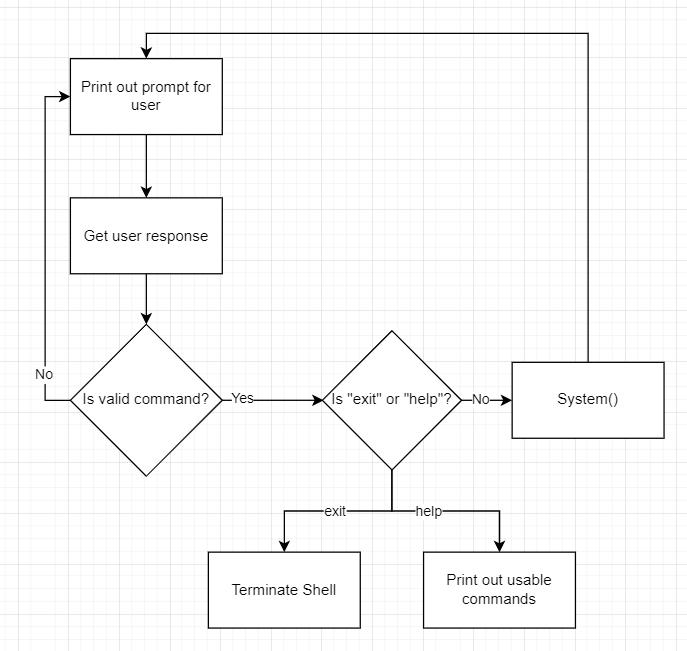 Print out prompt for
user
Get user response
No
Is valid command?
Yes
Is "exit" or "help"?
No
System()
exit
help
Terminate Shell
Print out usable
commands